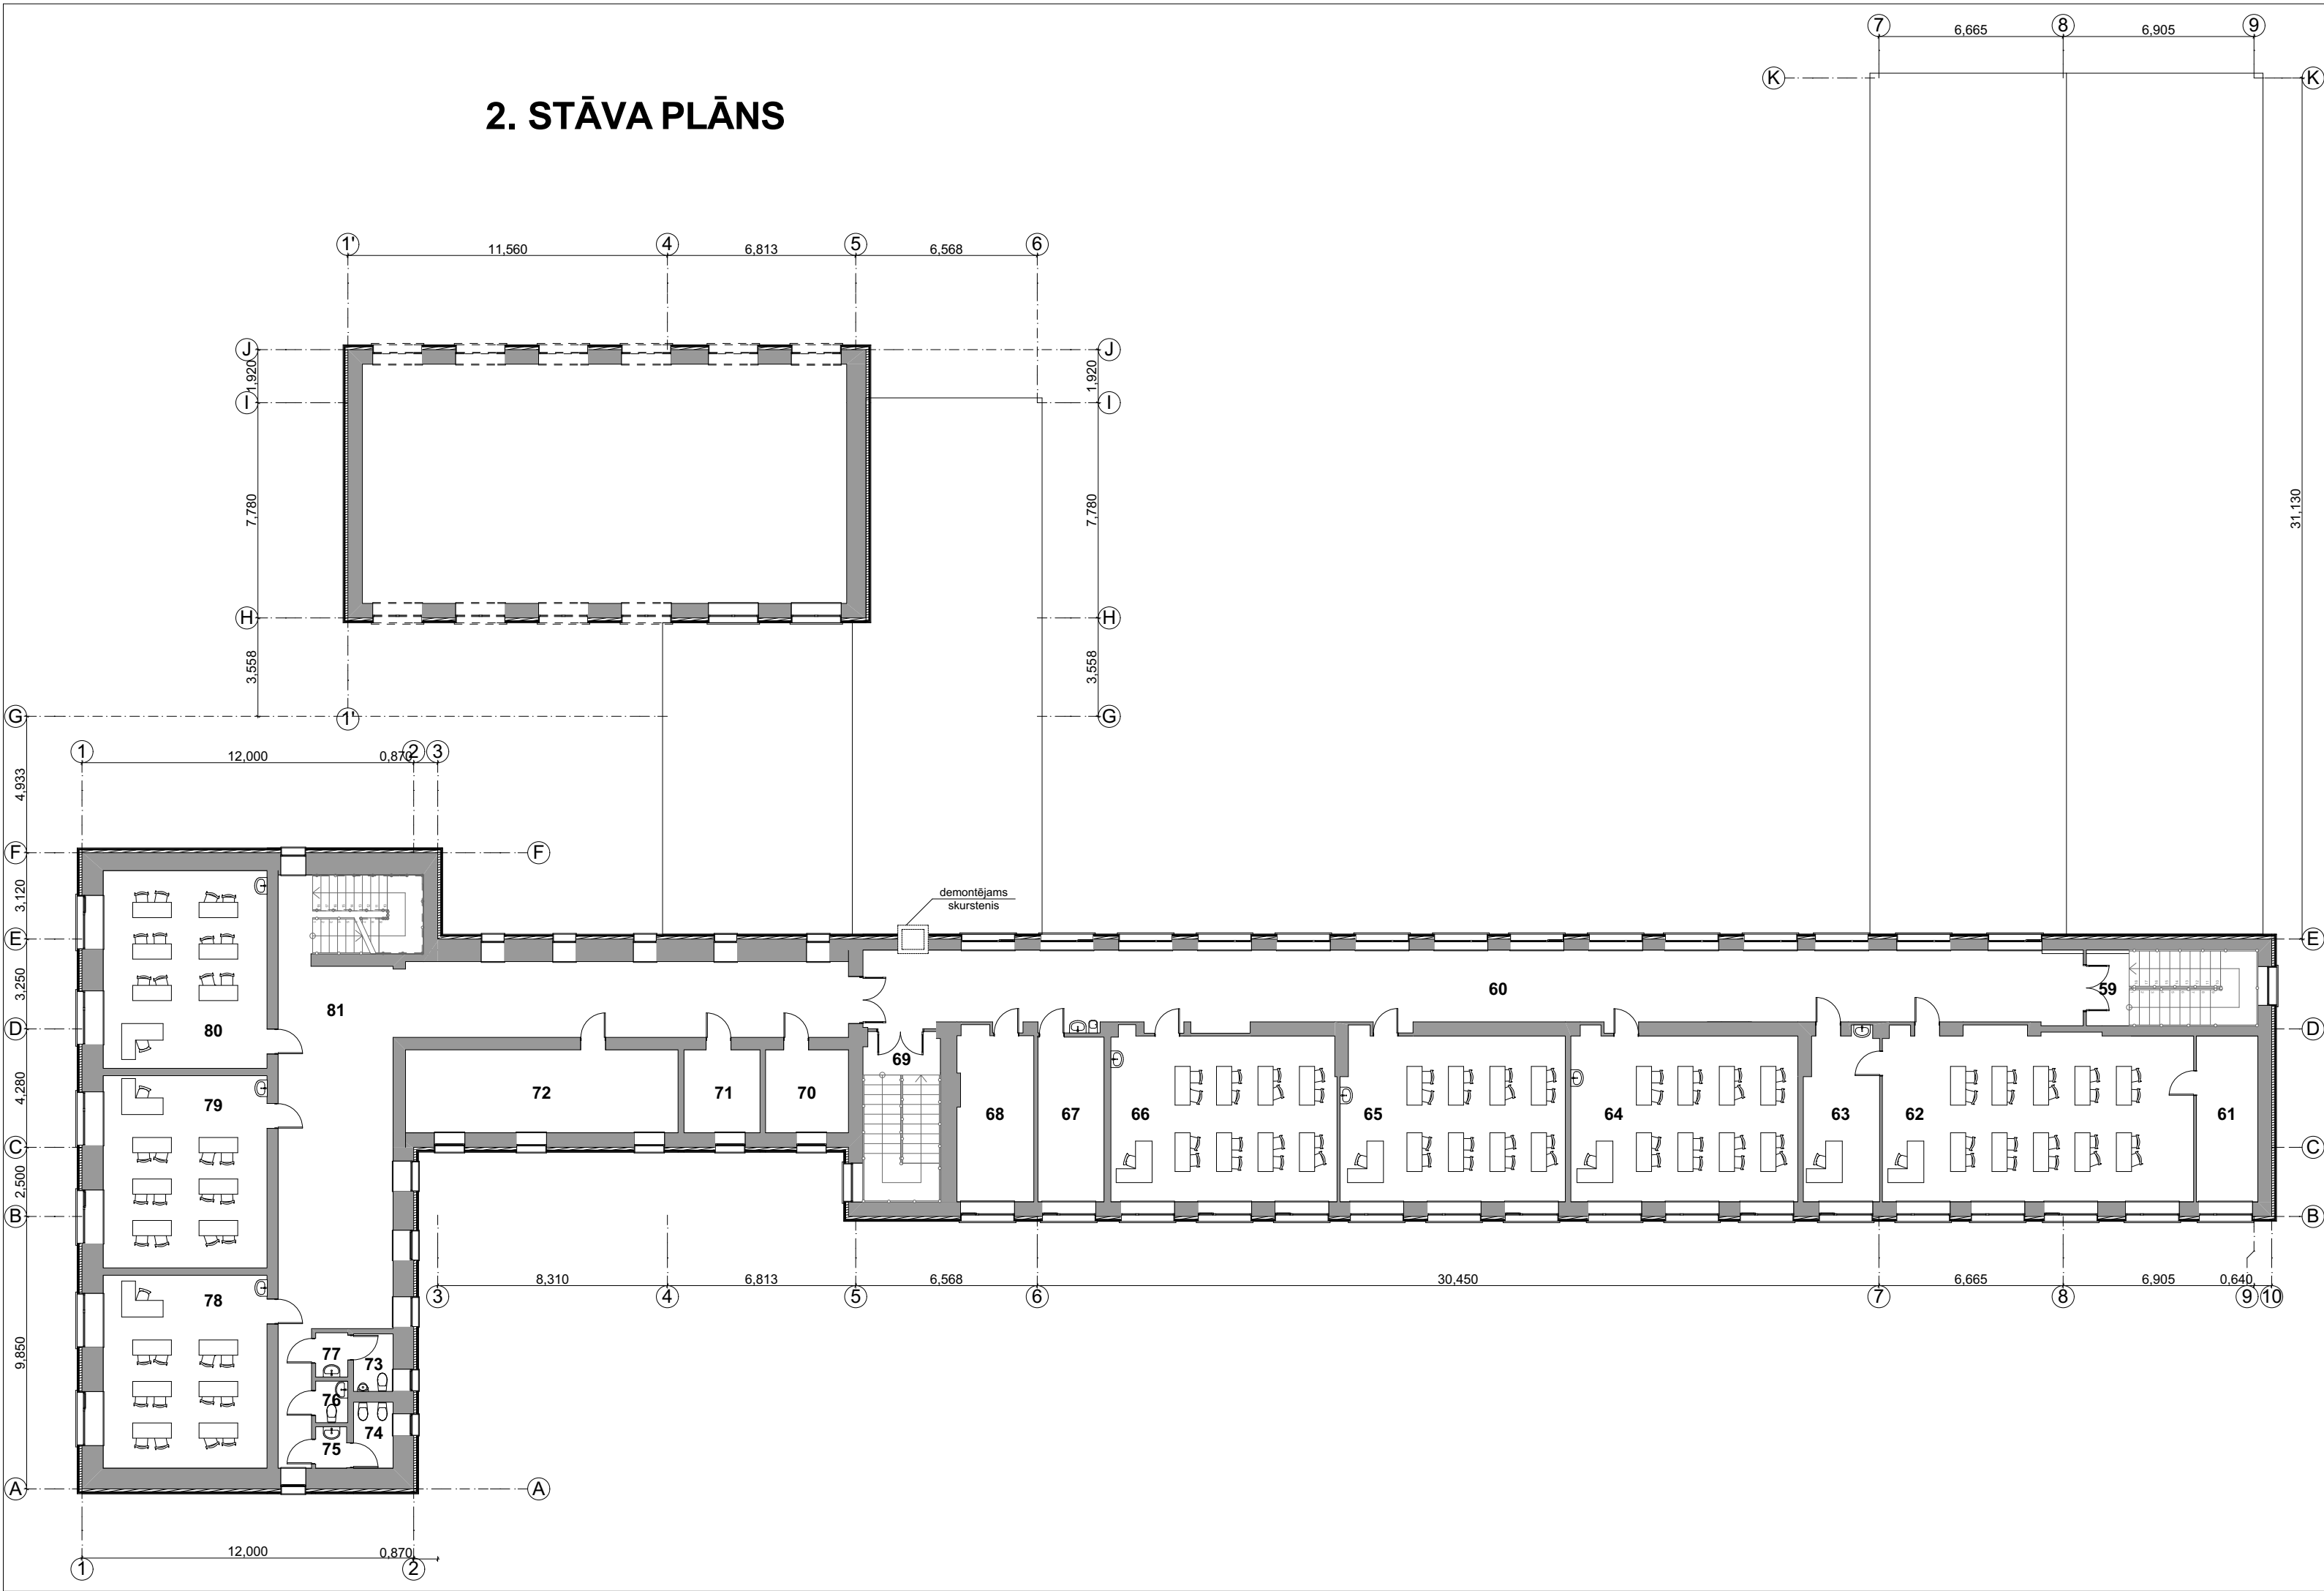 7
6,665
8
6,905
9
K
K
2. STĀVA PLĀNS
1'
11,560
4
6,813
5
6,568
6
J
J
1,920
1,920
I
I
7,780
7,780
31,130
H
H
3,558
3,558
G
1'
G
1
12,000
0,870
2
3
4,933
F
F
3,120
demontējams
skurstenis
E
E
3,250
81
60
59
80
D
D
69
4,280
79
72
71
70
68
67
66
65
64
63
62
61
C
C
2,500
B
B
8,310
6,813
6,568
30,450
6,665
6,905
0,640
3
4
5
6
7
8
9
10
78
9,850
77
73
76
74
75
A
A
12,000
0,870
1
2